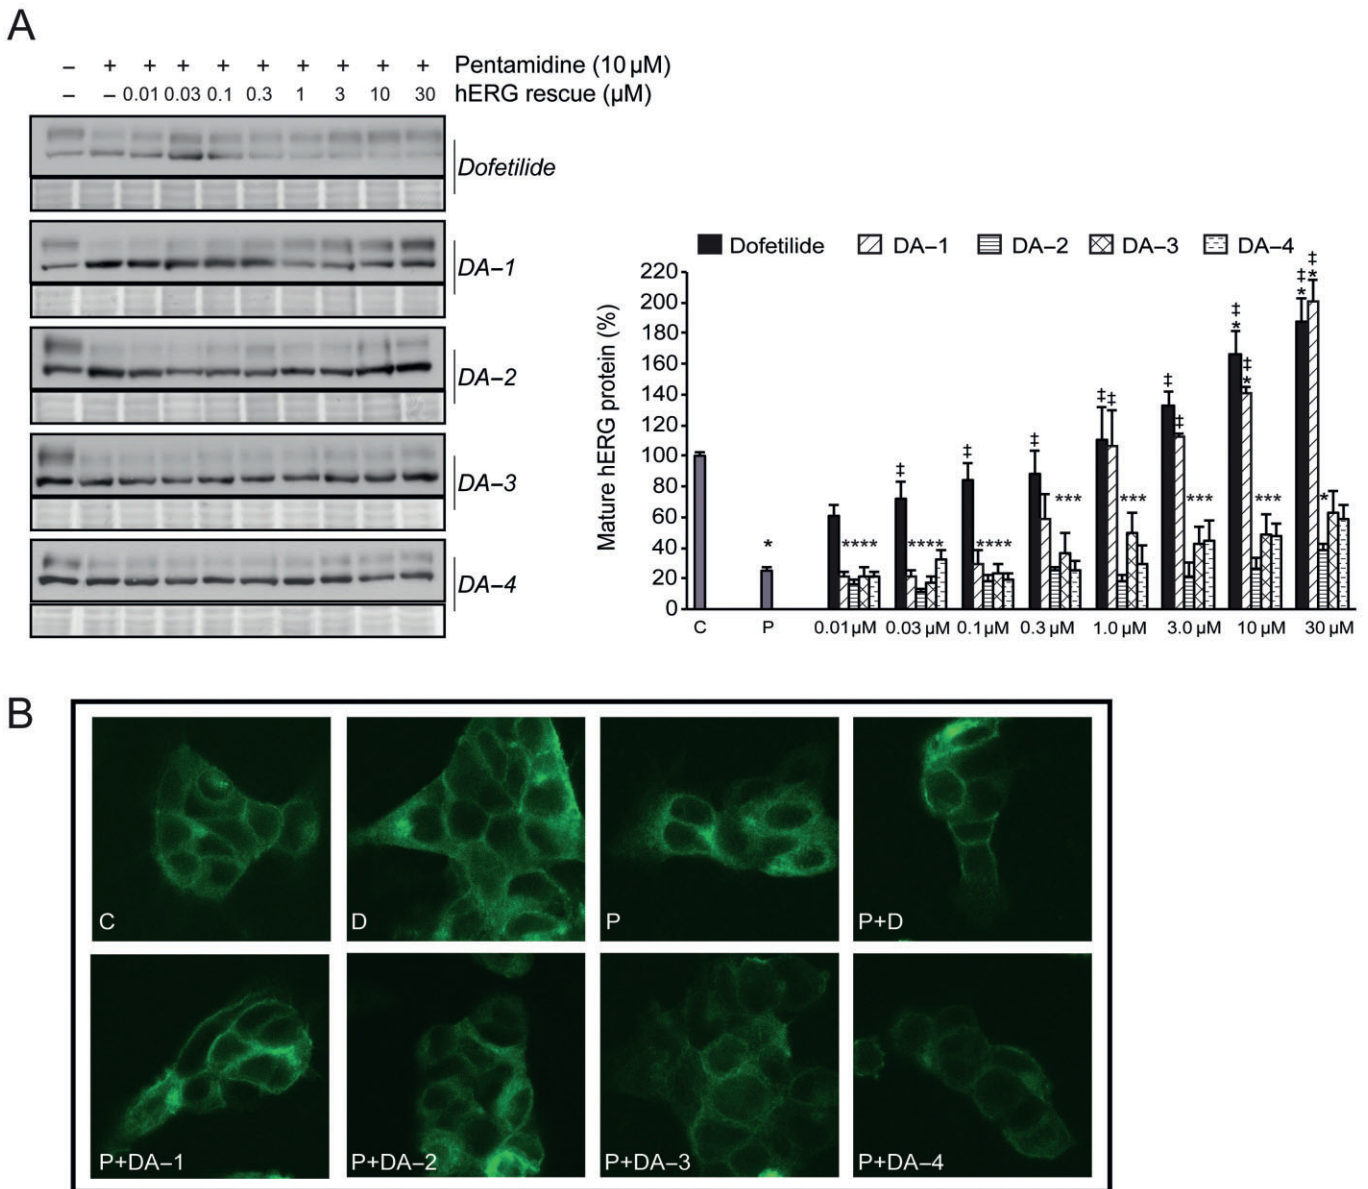 A
– + + + + + + + + + Pentamidine (10 µM)
– – 0.01 0.03 0.1 0.3 1 3 10 30 hERG rescue (µM)
Dofetilide
DA–1
DA–2
DA–3
DA–4
Dofetilide DA–1 DA–2 DA–3 DA–4
Mature hERG protein (%)
220
200
180
160
140
120
100
80
60
40
20
0
*
****
‡
****
‡
****
‡
***
‡ ‡
***
‡ ‡
***
‡
*
‡
*
***
‡
*
‡
*
*
C P 0.01 µM 0.03 µM 0.1 µM 0.3 µM 1.0 µM 3.0 µM 10 µM 30 µM
B
C D P P+D
P+DA–1 P+DA–2 P+DA–3 P+DA–4